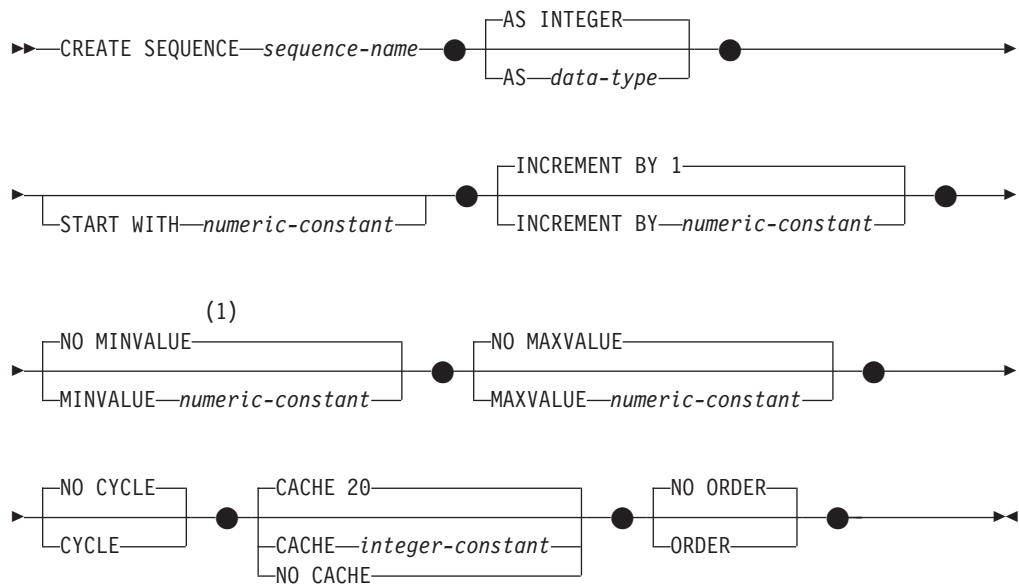 AS INTEGER
CREATE SEQUENCE sequence-name
AS data-type
INCREMENT BY 1
START WITH numeric-constant
INCREMENT BY numeric-constant
(1)
NO MINVALUE
NO MAXVALUE
MINVALUE numeric-constant
MAXVALUE numeric-constant
NO CYCLE
CACHE 20
NO ORDER
CYCLE
CACHE integer-constant
ORDER
NO CACHE